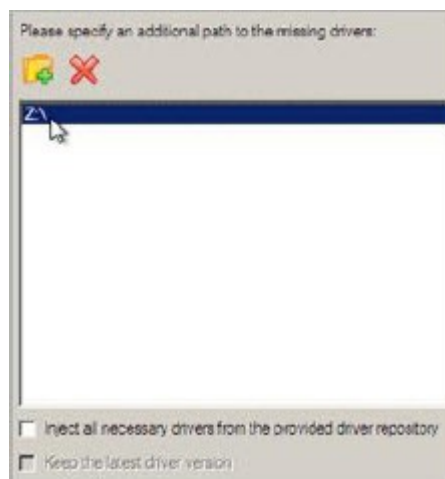 Please specify an additional path to the missing drivers:
Z:\
Inject all necessary drivers from the provided driver repository
Keep the latest driver version